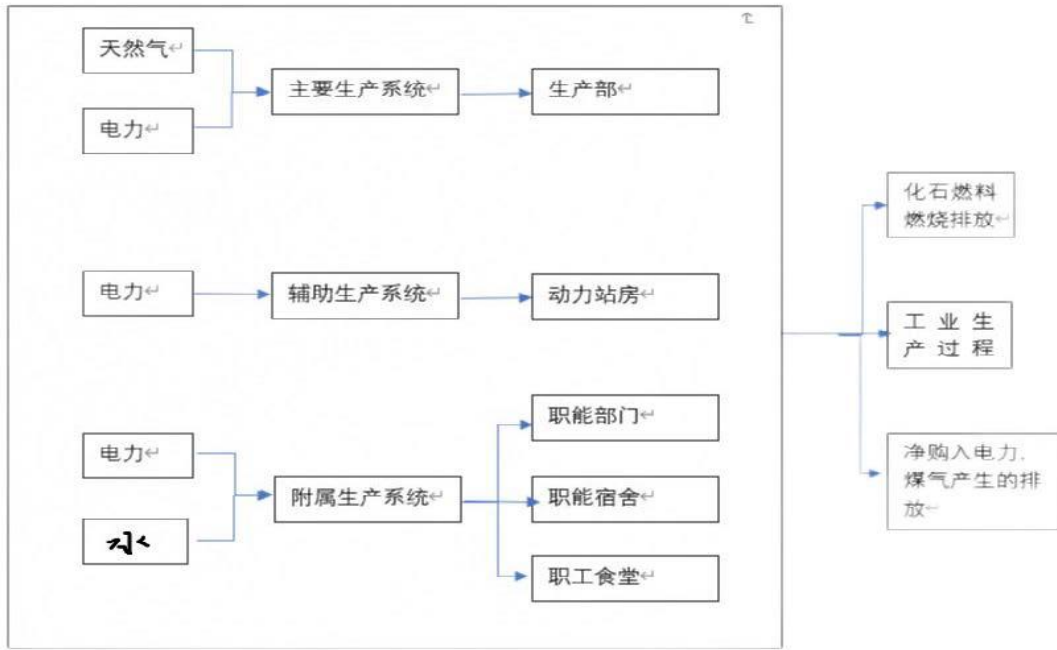 天然气
电力
主要生产系统
生产部
电力
辅助生产系统
动力站房
电力
水
附属生产系统
职能部门
职能宿舍
职工食堂
化石燃料
燃烧排放
工业生
产过程
净购入电力、
煤气产生的排
放